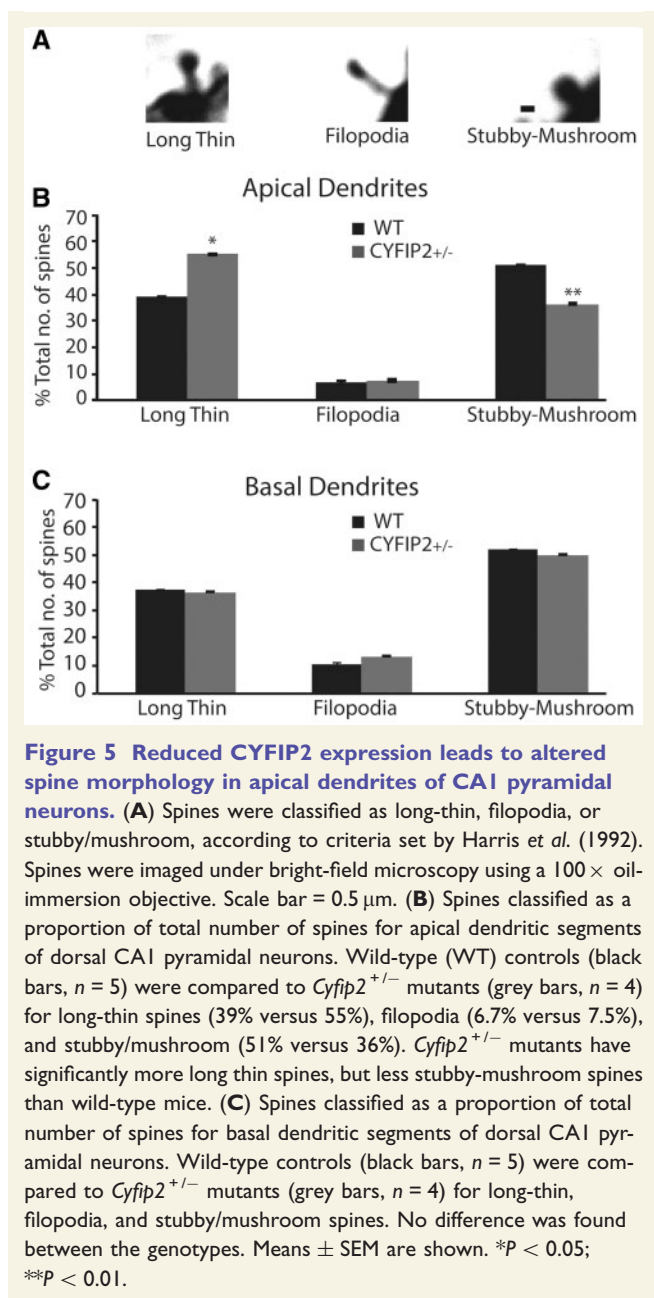 A
Long Thin
Filopodia
Stubby-Mushroom
B
Apical Dendrites
% Total no. of spines
70
60
50
40
30
20
10
0
WT
CYFIP2+/-
*
**
Long Thin
Filopodia
Stubby-Mushroom
C
Basal Dendrites
% Total no. of spines
70
60
50
40
30
20
10
0
WT
CYFIP2+/-
Long Thin
Filopodia
Stubby-Mushroom
Figure 5 Reduced CYFIP2 expression leads to altered
spine morphology in apical dendrites of CA1 pyramidal
neurons. (A) Spines were classified as long-thin, filopodia, or
stubby/mushroom, according to criteria set by Harris et al. (1992).
Spines were imaged under bright-field microscopy using a 100 × oil-
immersion objective. Scale bar = 0.5 μm. (B) Spines classified as a
proportion of total number of spines for apical dendritic segments
of dorsal CA1 pyramidal neurons. Wild-type (WT) controls (black
bars, n = 5) were compared to Cyfip2+/− mutants (grey bars, n = 4)
for long-thin spines (39% versus 55%), filopodia (6.7% versus 7.5%),
and stubby/mushroom (51% versus 36%). Cyfip2+/− mutants have
significantly more long thin spines, but less stubby-mushroom spines
than wild-type mice. (C) Spines classified as a proportion of total
number of spines for basal dendritic segments of dorsal CA1 pyr-
amidal neurons. Wild-type controls (black bars, n = 5) were com-
pared to Cyfip2+/− mutants (grey bars, n = 4) for long-thin,
filopodia, and stubby/mushroom spines. No difference was found
between the genotypes. Means ± SEM are shown. *P < 0.05;
**P < 0.01.